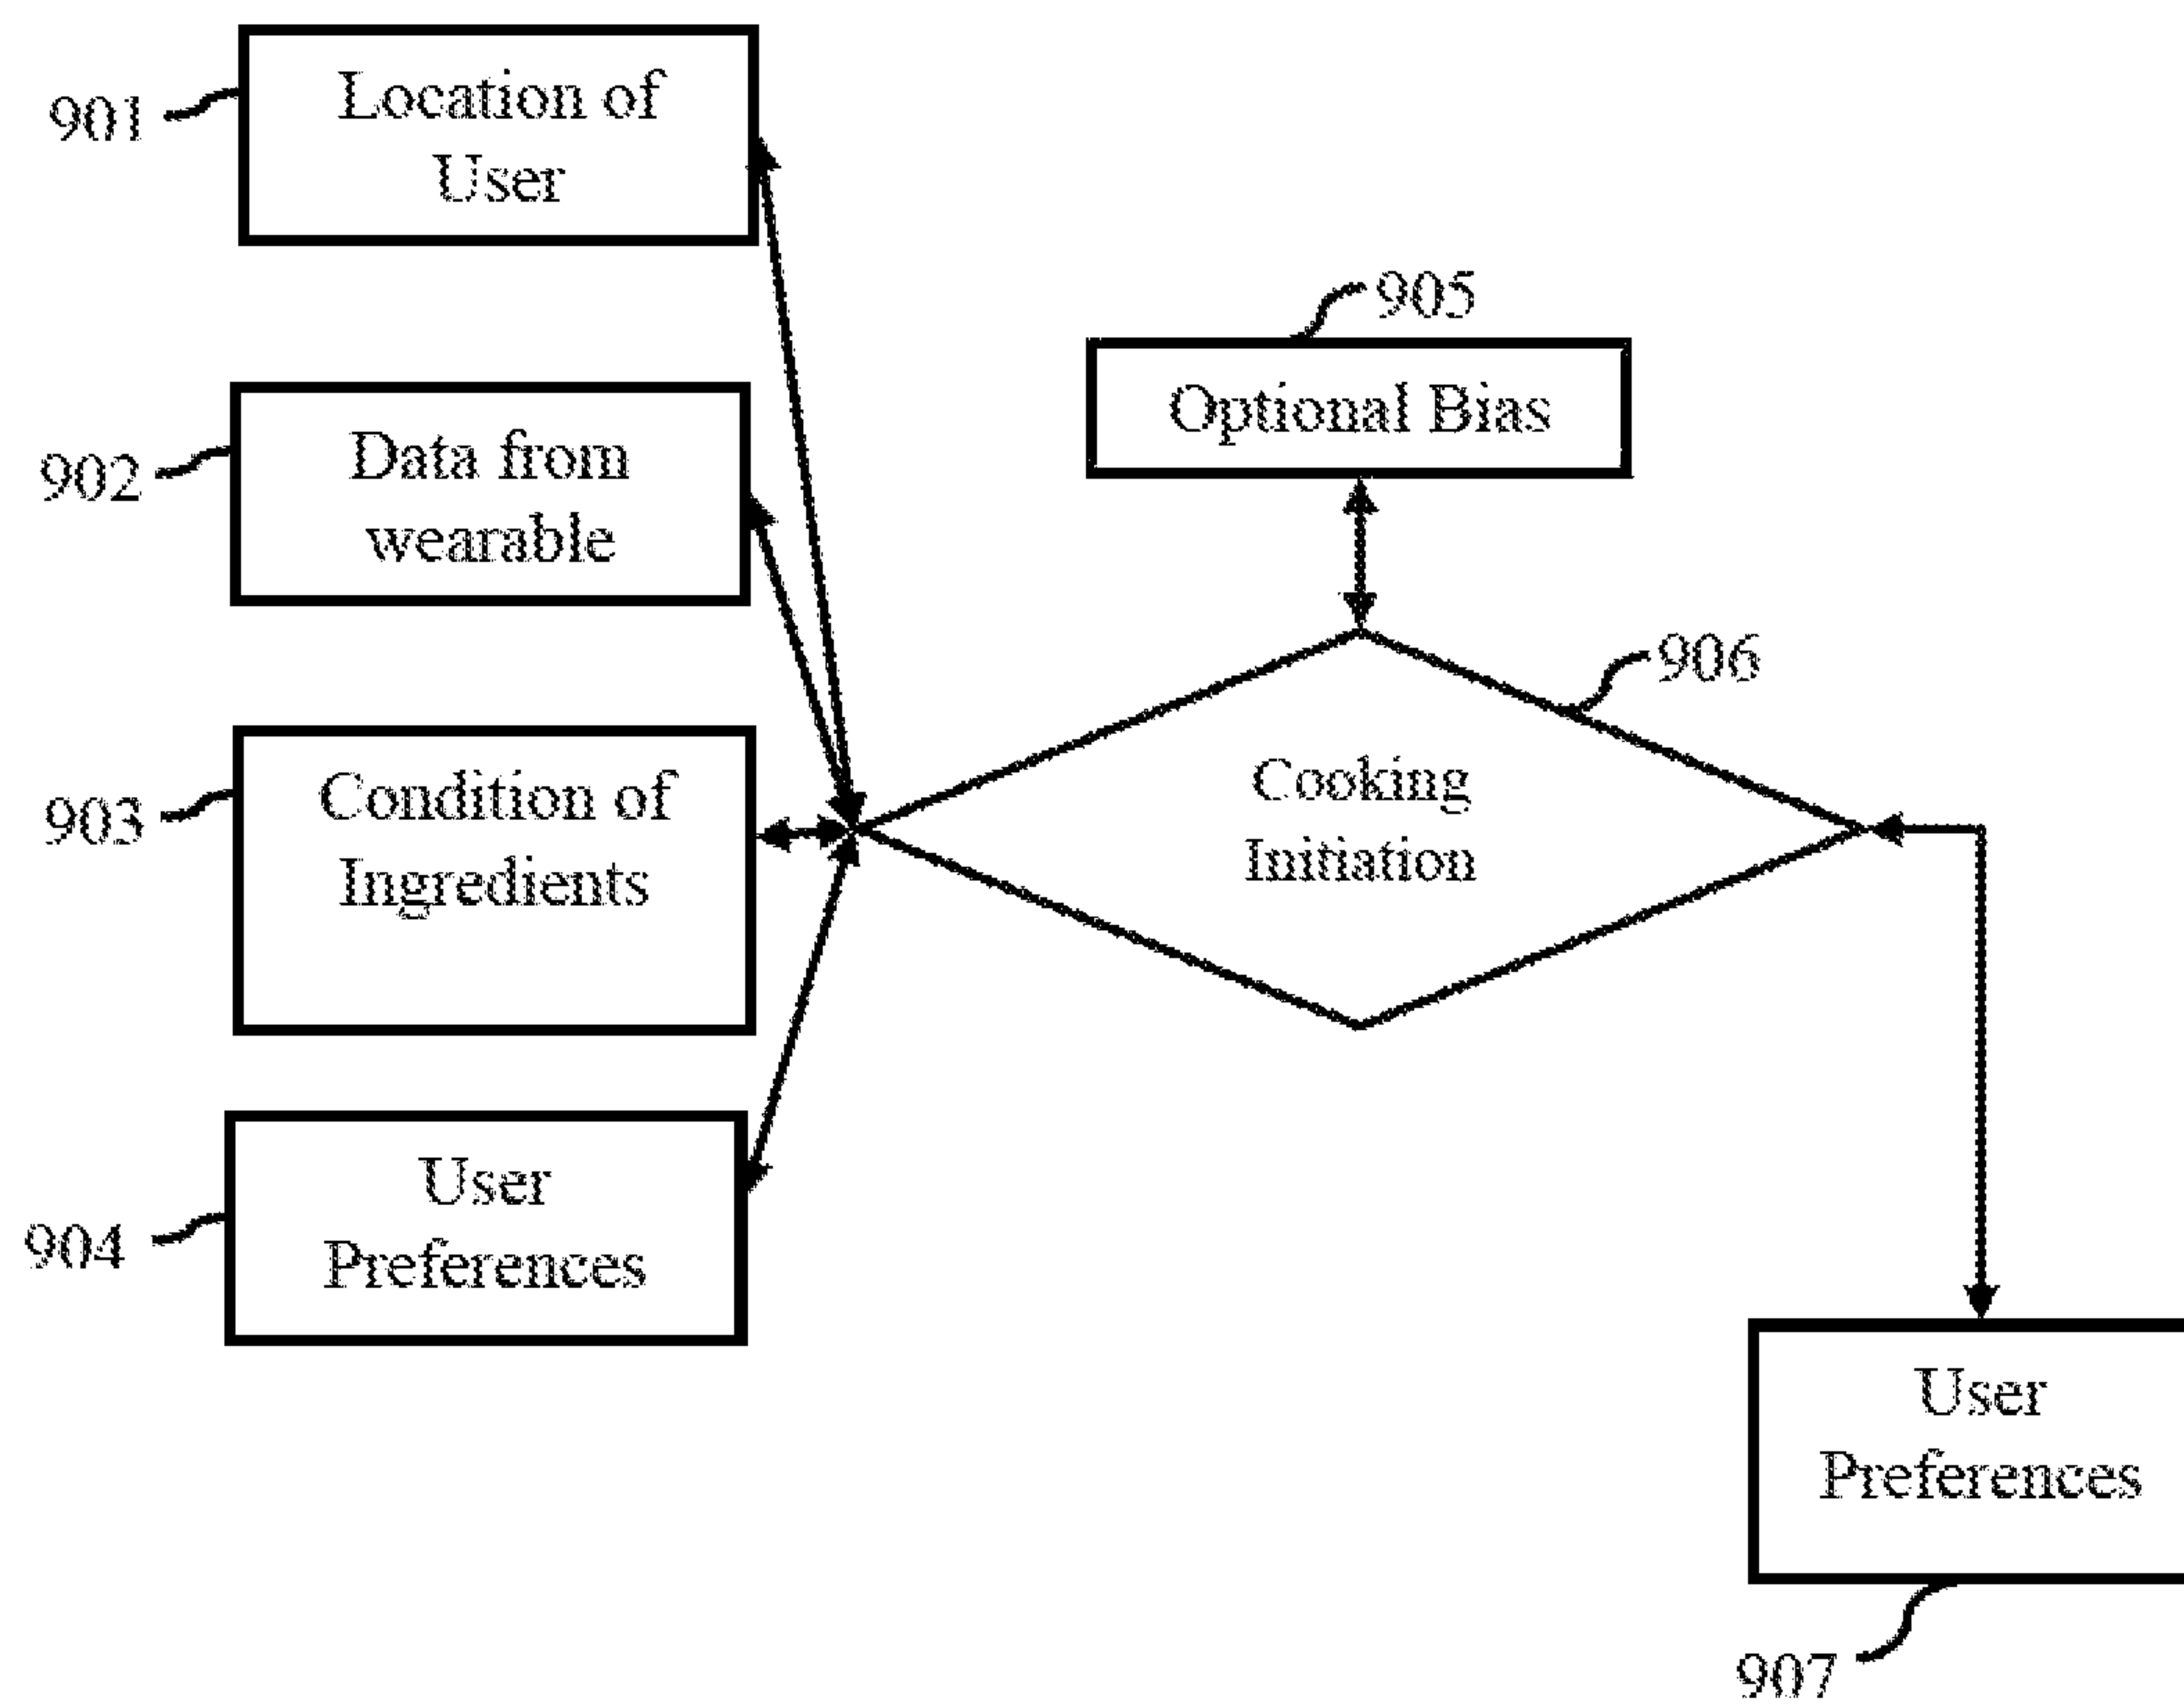 901
Location of
User
902
Data from
wearable
903
Condition of
Ingredients
904
User
Preferences
905
Optional Bias
906
Cooking
Initiation
User
Preferences
907